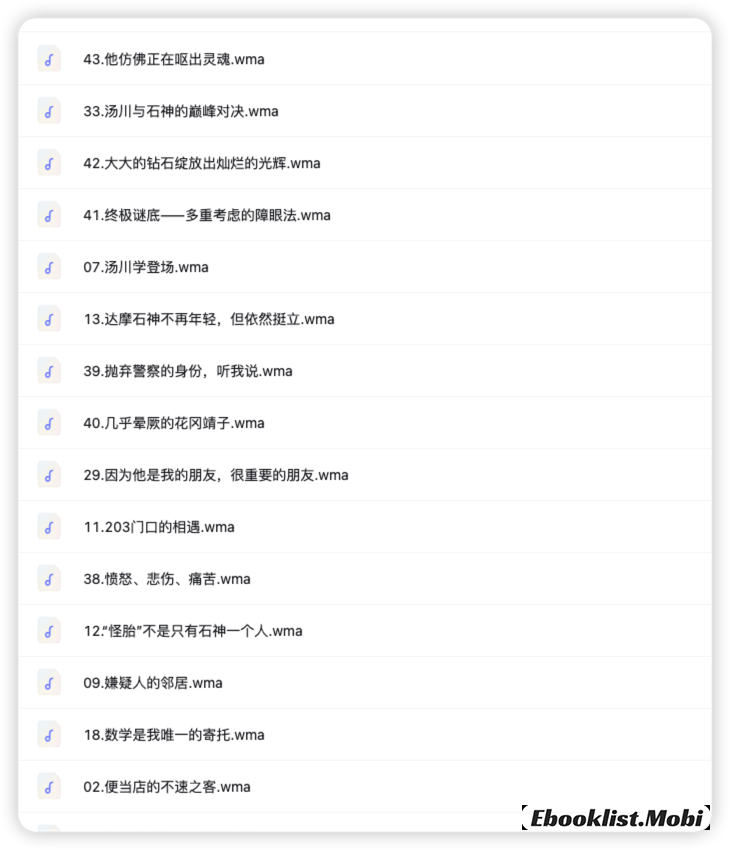 43.他仿佛正在呕出灵魂.wma
33.汤川与石神的巅峰对决.wma
42.大大的钻石绽放出灿烂的光辉.wma
41.终极谜底——多重考虑的障眼法.wma
07.汤川学登场.wma
13.达摩石神不再年轻，但依然挺立.wma
39.抛弃警察的身份，听我说.wma
40.几乎晕厥的花冈靖子.wma
29.因为他是我的朋友，很重要的朋友.wma
11.203门口的相遇.wma
38.愤怒、悲伤、痛苦.wma
12.“怪胎”不是只有石神一个人.wma
09.嫌疑人的邻居.wma
18.数学是我唯一的寄托.wma
02.便当店的不速之客.wma
【Ebooklist.Mobi】